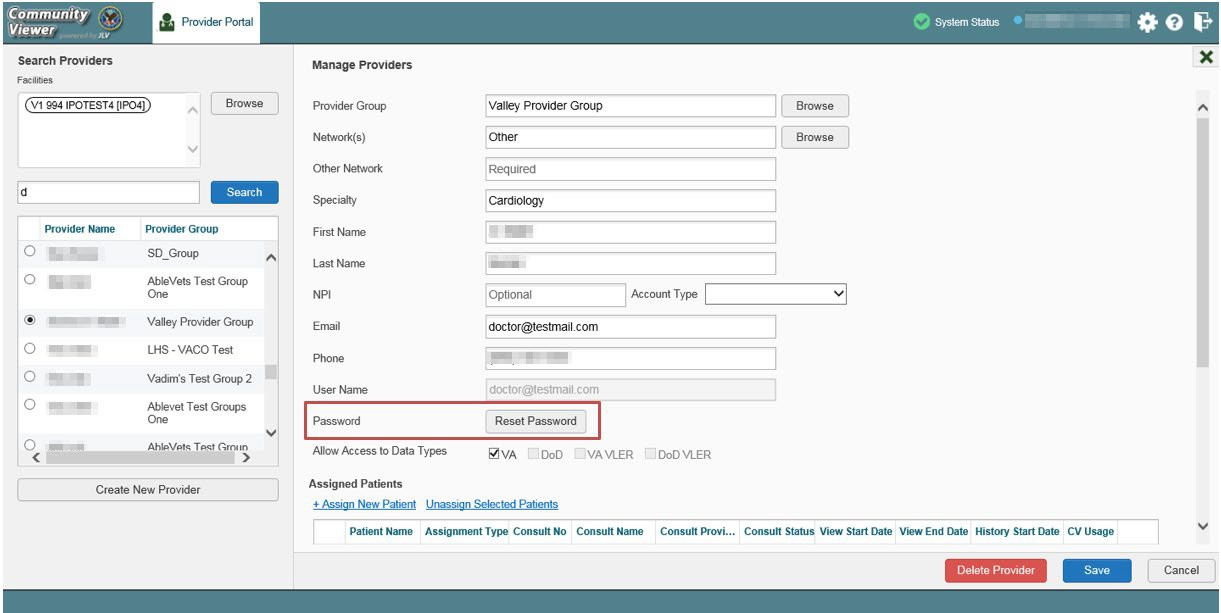 Community
Viewer powered by JLV
Provider Portal
System Status
Search Providers
Facilities
V1 994 IPOTEST4 [IPO4]
Browse
d
Search
Provider Name Provider Group
SD_Group
AbleVets Test Group
One
Valley Provider Group
LHS - VACO Test
Vadim's Test Group 2
Ablevet Test Groups
One
AbleVets Test Group
Create New Provider
Manage Providers
Provider Group Valley Provider Group Browse
Network(s) Other Browse
Other Network Required
Specialty Cardiology
First Name
Last Name
NPI Optional Account Type
Email doctor@testmail.com
Phone
User Name doctor@testmail.com
Password Reset Password
Allow Access to Data Types VA DoD VA VLER DoD VLER
Assigned Patients
+ Assign New Patient Unassign Selected Patients
Patient Name Assignment Type Consult No Consult Name Consult Provi... Consult Status View Start Date View End Date History Start Date CV Usage
Delete Provider Save Cancel